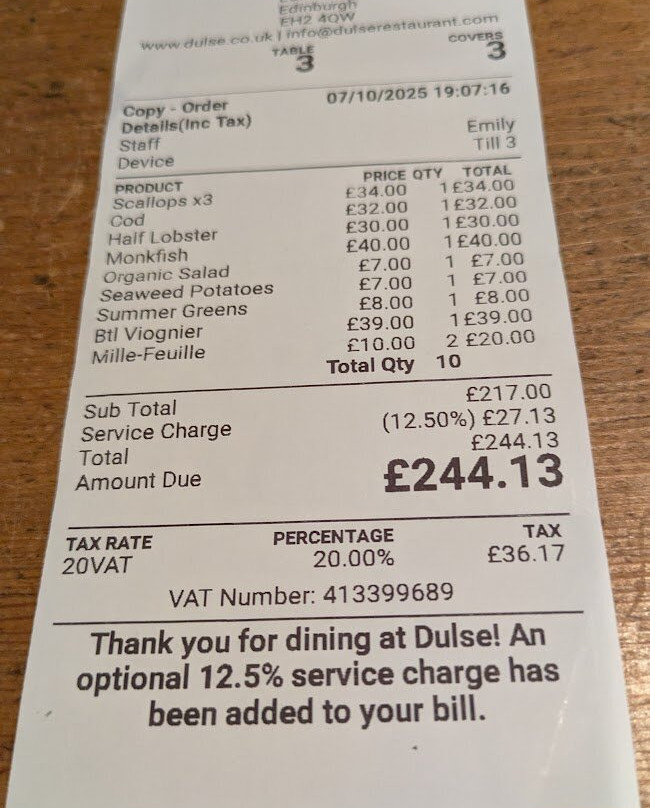 Edinburgh
EH2 4QW
www.dulse.co.uk | info@dulserestaurant.com
TABLE COVERS
3 3
Copy - Order 07/10/2025 19:07:16
Details(Inc Tax)
Staff Emily
Device Till 3
PRODUCT PRICE QTY TOTAL
Scallops x3 £34.00 1 £34.00
Cod £32.00 1 £32.00
Half Lobster £30.00 1 £30.00
Monkfish £40.00 1 £40.00
Organic Salad £7.00 1 £7.00
Seaweed Potatoes £7.00 1 £7.00
Summer Greens £8.00 1 £8.00
Btl Viognier £39.00 1 £39.00
Mille-Feuille £10.00 2 £20.00
Total Qty 10
Sub Total £217.00
Service Charge (12.50%) £27.13
Total £244.13
Amount Due £244.13
TAX RATE PERCENTAGE TAX
20VAT 20.00% £36.17
VAT Number: 413399689
Thank you for dining at Dulse! An
optional 12.5% service charge has
been added to your bill.